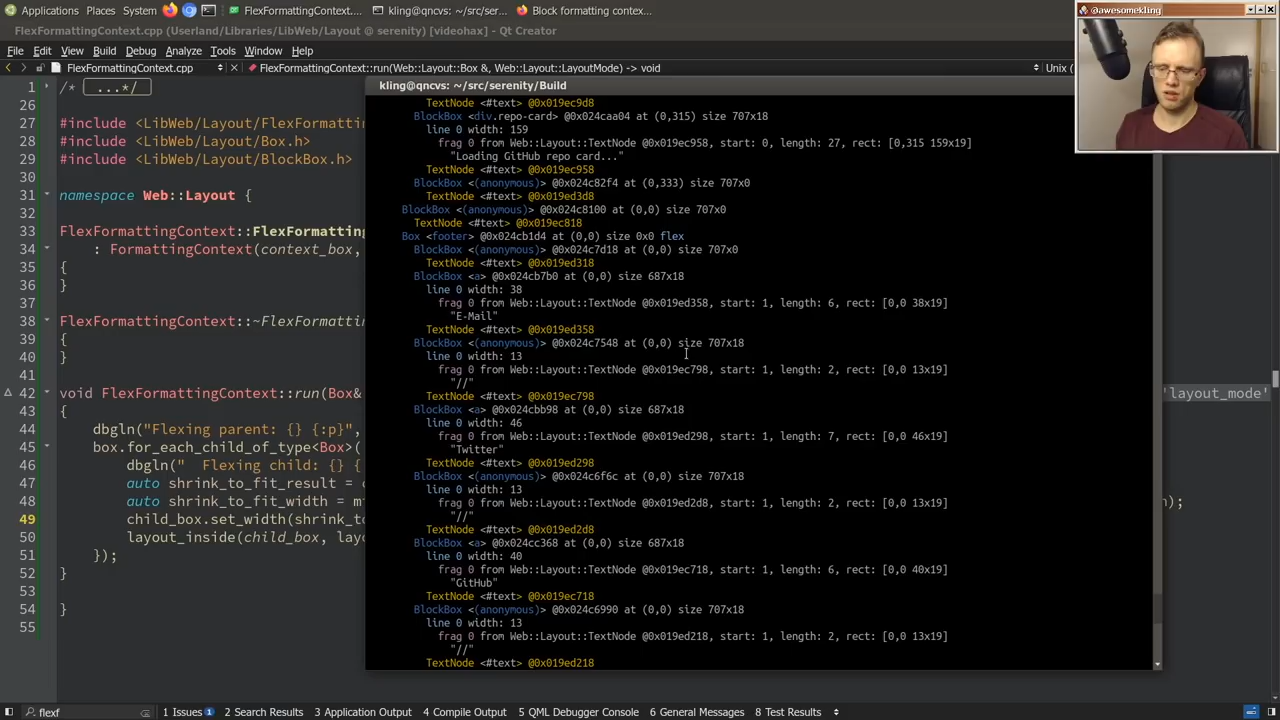 Applications Places System FlexFormattingContext.... kling@qncvs: ~/src/ser... Block formatting contex...
FlexFormattingContext.cpp (Userland/Libraries/LibWeb/Layout @ serenity) [videohax] - Qt Creator
@awesomekling
File Edit View Build Debug Analyze Tools Window Help
FlexFormattingContext.cpp FlexFormattingContext::run(Web::Layout::Box &, Web::Layout::LayoutMode) -> void Unix
kling@qncvs: ~/src/serenity/Build
1 /* ...*/
26
27 #include <LibWeb/Layout/FlexFormatti
28 #include <LibWeb/Layout/Box.h>
29 #include <LibWeb/Layout/BlockBox.h>
30
31 namespace Web::Layout {
32
33 FlexFormattingContext::FlexFormatting
34 : FormattingContext(context_box,
35 {
36 }
37
38 FlexFormattingContext::~FlexFormattin
39 {
40 }
41
42 void FlexFormattingContext::run(Box& 'layout_mode'
43 {
44 dbgln("Flexing parent: {} {:p}",
45 box.for_each_child_of_type<Box>(
46 dbgln("  Flexing child: {} {
47 auto shrink_to_fit_result =
48 auto shrink_to_fit_width = m );
49 child_box.set_width(shrink_to
50 layout_inside(child_box, layo
51 });
52 }
53
54 }
55
TextNode <#text> @0x019ec9d8
BlockBox <div.repo-card> @0x024caa04 at (0,315) size 707x18
line 0 width: 159
frag 0 from Web::Layout::TextNode @0x019ec958, start: 0, length: 27, rect: [0,315 159x19]
"Loading GitHub repo card..."
TextNode <#text> @0x019ec958
BlockBox <(anonymous)> @0x024c82f4 at (0,333) size 707x0
TextNode <#text> @0x019ed3d8
BlockBox <(anonymous)> @0x024c8100 at (0,0) size 707x0
TextNode <#text> @0x019ec818
Box <footer> @0x024cb1d4 at (0,0) size 0x0 flex
BlockBox <(anonymous)> @0x024c7d18 at (0,0) size 707x0
TextNode <#text> @0x019ed318
BlockBox <a> @0x024cb7b0 at (0,0) size 687x18
line 0 width: 38
frag 0 from Web::Layout::TextNode @0x019ed358, start: 1, length: 6, rect: [0,0 38x19]
"E-Mail"
TextNode <#text> @0x019ed358
BlockBox <(anonymous)> @0x024c7548 at (0,0) size 707x18
line 0 width: 13
frag 0 from Web::Layout::TextNode @0x019ec798, start: 1, length: 2, rect: [0,0 13x19]
"//"
TextNode <#text> @0x019ec798
BlockBox <a> @0x024cbb98 at (0,0) size 687x18
line 0 width: 46
frag 0 from Web::Layout::TextNode @0x019ed298, start: 1, length: 7, rect: [0,0 46x19]
"Twitter"
TextNode <#text> @0x019ed298
BlockBox <(anonymous)> @0x024c6f6c at (0,0) size 707x18
line 0 width: 13
frag 0 from Web::Layout::TextNode @0x019ed2d8, start: 1, length: 2, rect: [0,0 13x19]
"//"
TextNode <#text> @0x019ed2d8
BlockBox <a> @0x024cc368 at (0,0) size 687x18
line 0 width: 40
frag 0 from Web::Layout::TextNode @0x019ec718, start: 1, length: 6, rect: [0,0 40x19]
"GitHub"
TextNode <#text> @0x019ec718
BlockBox <(anonymous)> @0x024c6990 at (0,0) size 707x18
line 0 width: 13
frag 0 from Web::Layout::TextNode @0x019ed218, start: 1, length: 2, rect: [0,0 13x19]
"//"
TextNode <#text> @0x019ed218
flexf 1 Issues 1 2 Search Results 3 Application Output 4 Compile Output 5 QML Debugger Console 6 General Messages 8 Test Results